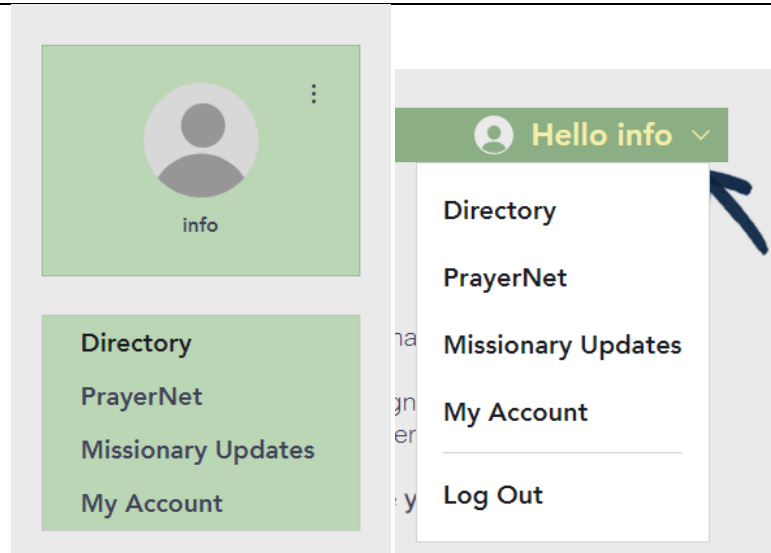 info
Directory
PrayerNet
Missionary Updates
My Account
Hello info
Directory
PrayerNet
Missionary Updates
My Account
Log Out